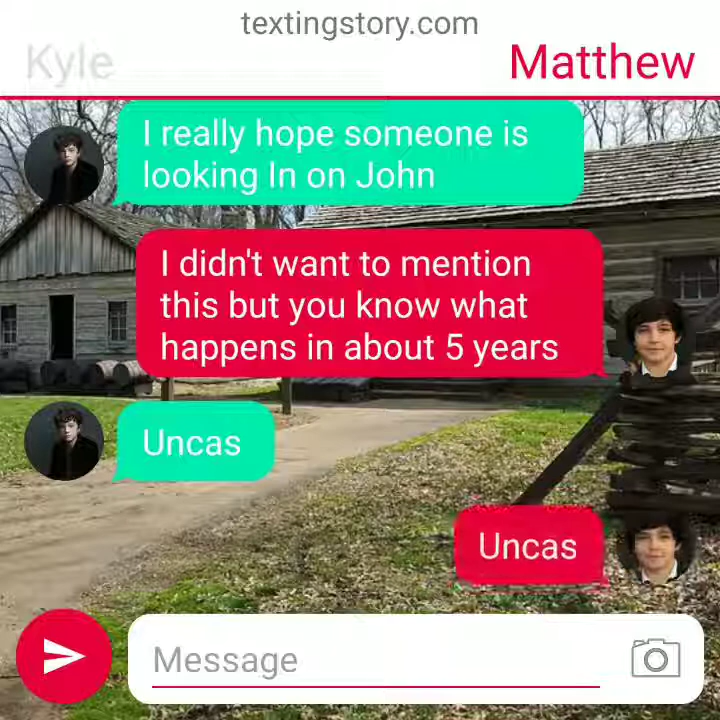 textingstory.com
Kyle
Matthew
I really hope someone is
looking In on John
I didn't want to mention
this but you know what
happens in about 5 years
Uncas
Uncas
Message